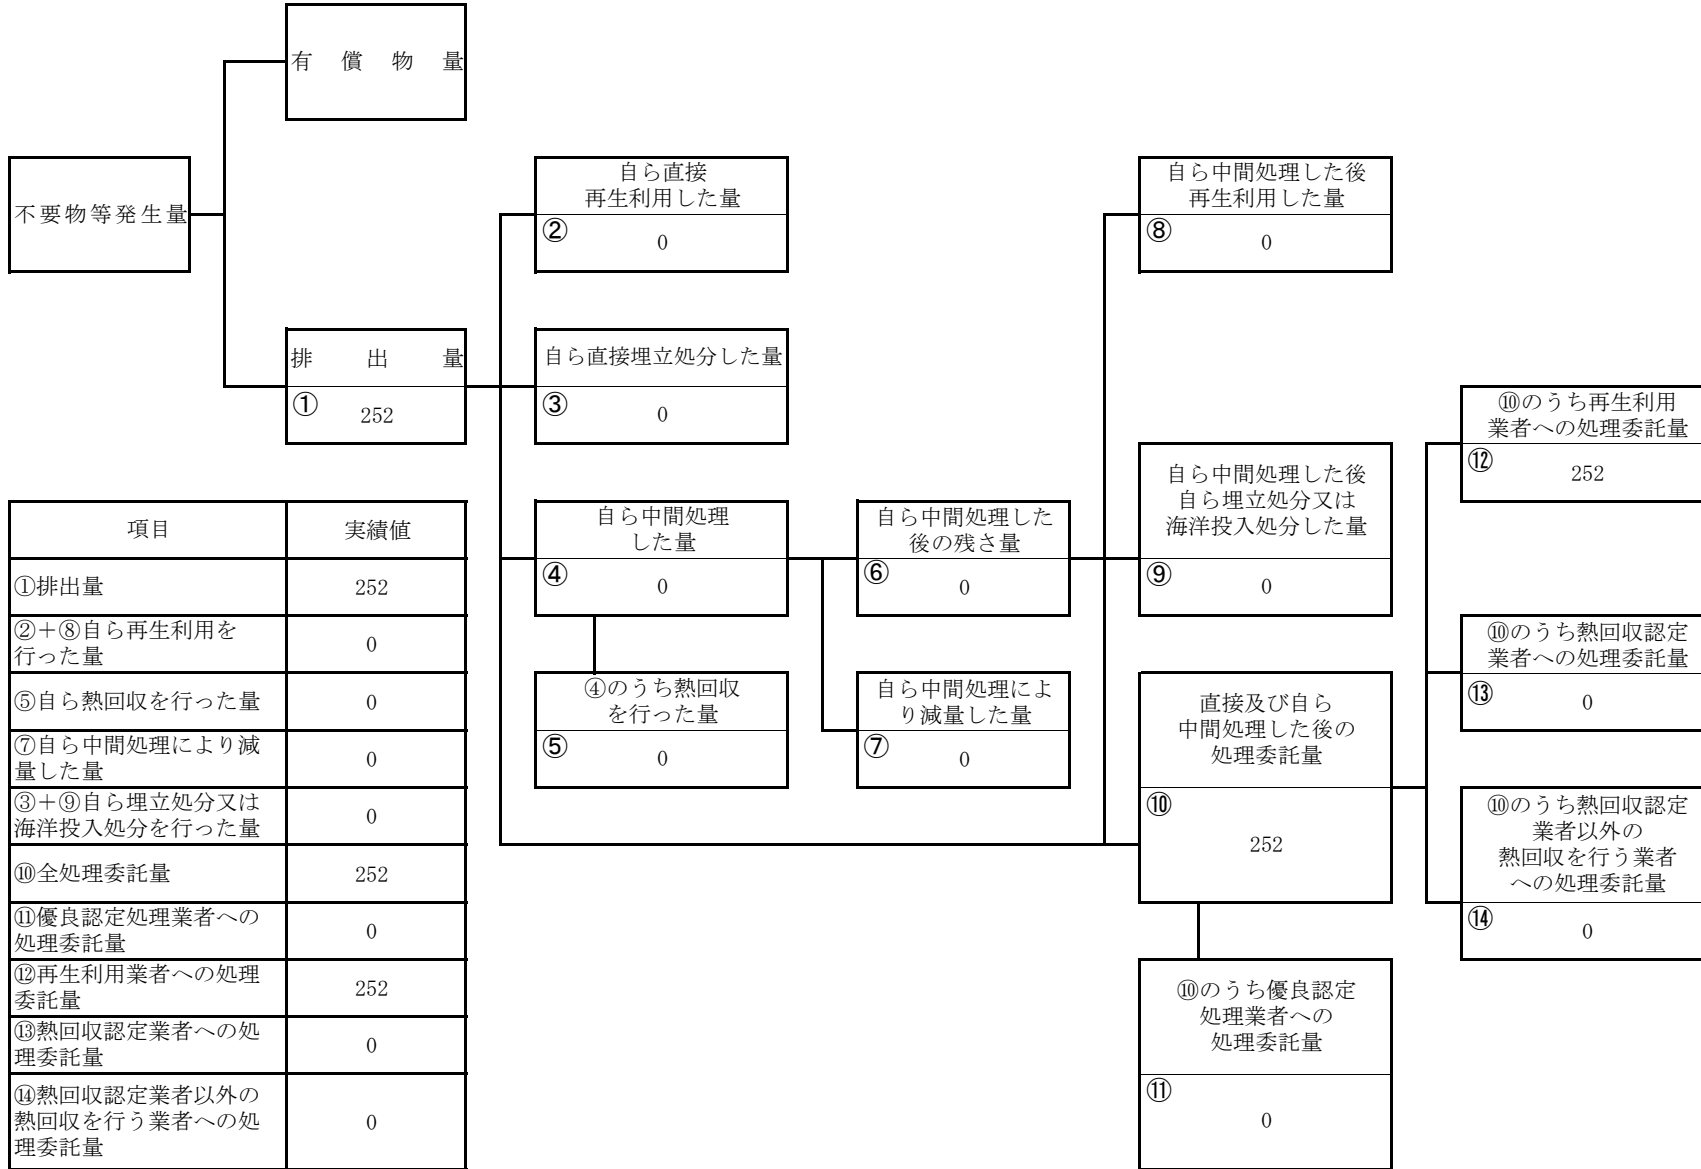 有償物量
不要物等発生量
排出量
①
252
自ら直接
再生利用した量
②
0
自ら直接埋立処分した量
③
0
自ら中間処理
した量
④
0
④のうち熱回収
を行った量
⑤
0
自ら中間処理した
後の残さ量
⑥
0
自ら中間処理によ
り減量した量
⑦
0
自ら中間処理した後
再生利用した量
⑧
0
自ら中間処理した後
自ら埋立処分又は
海洋投入処分した量
⑨
0
直接及び自ら
中間処理した後の
処理委託量
⑩
252
⑩のうち優良認定
処理業者への
処理委託量
⑪
0
⑩のうち再生利用
業者への処理委託量
⑫
252
⑩のうち熱回収認定
業者への処理委託量
⑬
0
⑩のうち熱回収認定
業者以外の
熱回収を行う業者
への処理委託量
⑭
0
項目 実績値
①排出量 252
②＋⑧自ら再生利用を
行った量 0
⑤自ら熱回収を行った量 0
⑦自ら中間処理により減
量した量 0
③＋⑨自ら埋立処分又は
海洋投入処分を行った量 0
⑩全処理委託量 252
⑪優良認定処理業者への
処理委託量 0
⑫再生利用業者への処理
委託量 252
⑬熱回収認定業者への処
理委託量 0
⑭熱回収認定業者以外の
熱回収を行う業者への処
理委託量 0